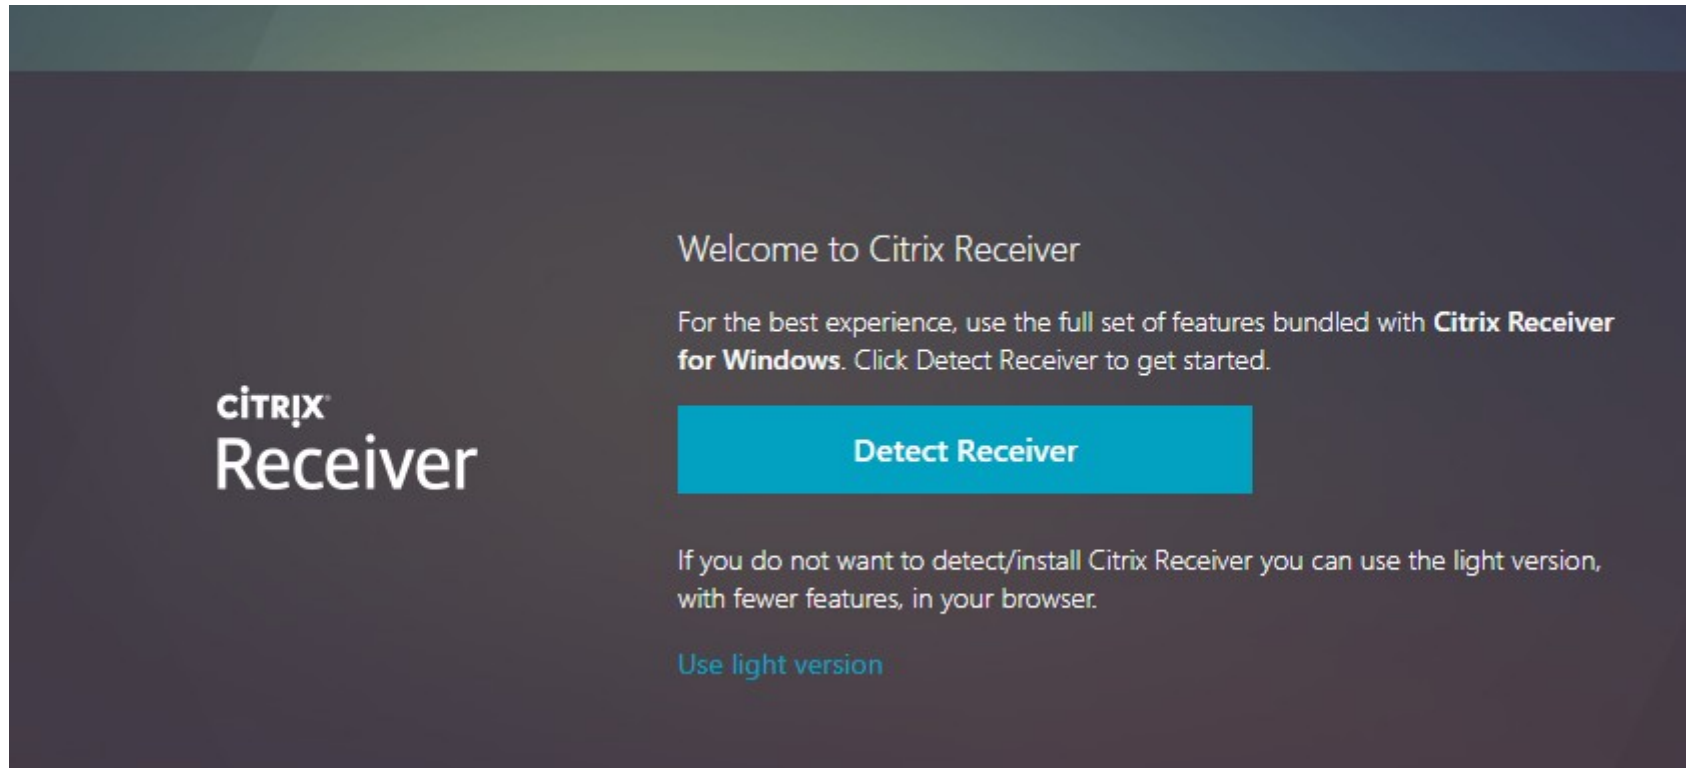 Welcome to Citrix Receiver
For the best experience, use the full set of features bundled with Citrix Receiver
for Windows. Click Detect Receiver to get started.
CİTRỊX®
Receiver
Detect Receiver
If you do not want to detect/install Citrix Receiver you can use the light version,
with fewer features, in your browser.
Use light version